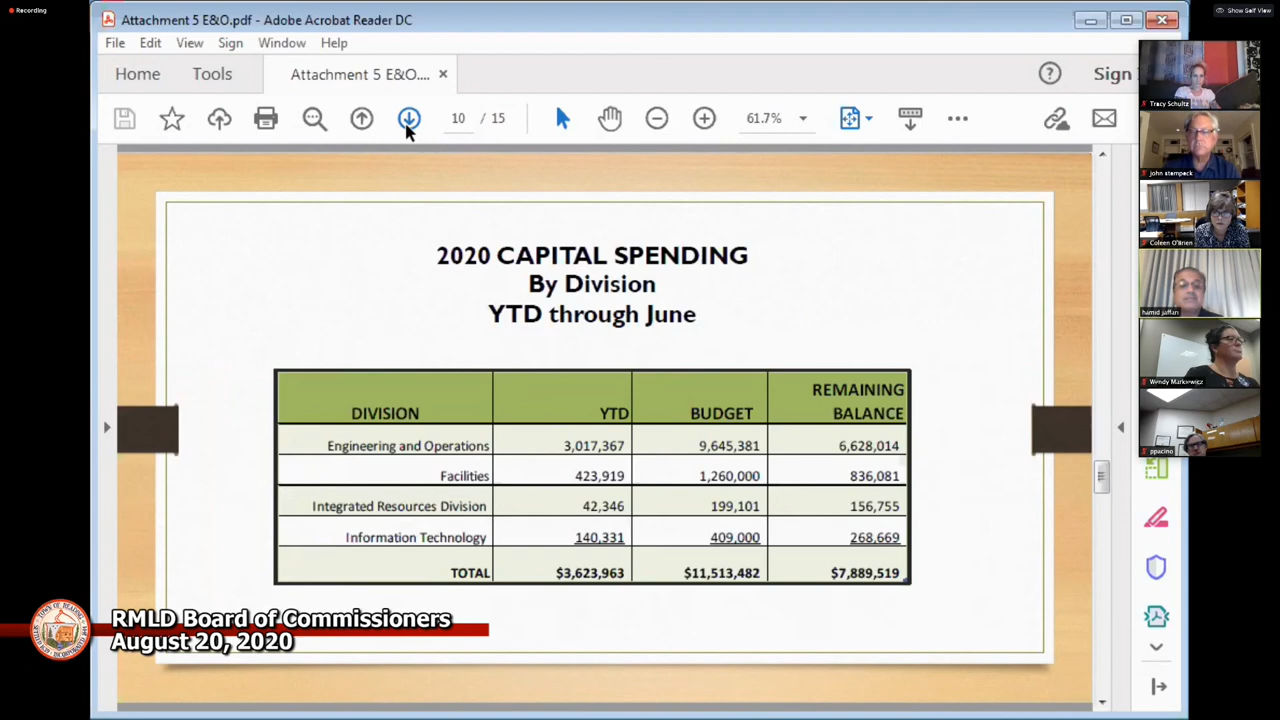 Recording
Show Self View
Attachment 5 E&O.pdf - Adobe Acrobat Reader DC
File Edit View Sign Window Help
Home Tools Attachment 5 E&O.... × Sign
10 / 15 61.7%
2020 CAPITAL SPENDING
By Division
YTD through June
DIVISION YTD BUDGET REMAINING BALANCE
Engineering and Operations 3,017,367 9,645,381 6,628,014
Facilities 423,919 1,260,000 836,081
Integrated Resources Division 42,346 199,101 156,755
Information Technology 140,331 409,000 268,669
TOTAL $3,623,963 $11,513,482 $7,889,519
RMLD Board of Commissioners
August 20, 2020
Tracy Schultz
john stempeck
Coleen O'Brien
hamid jaffari
Wendy Markiewicz
ppacino